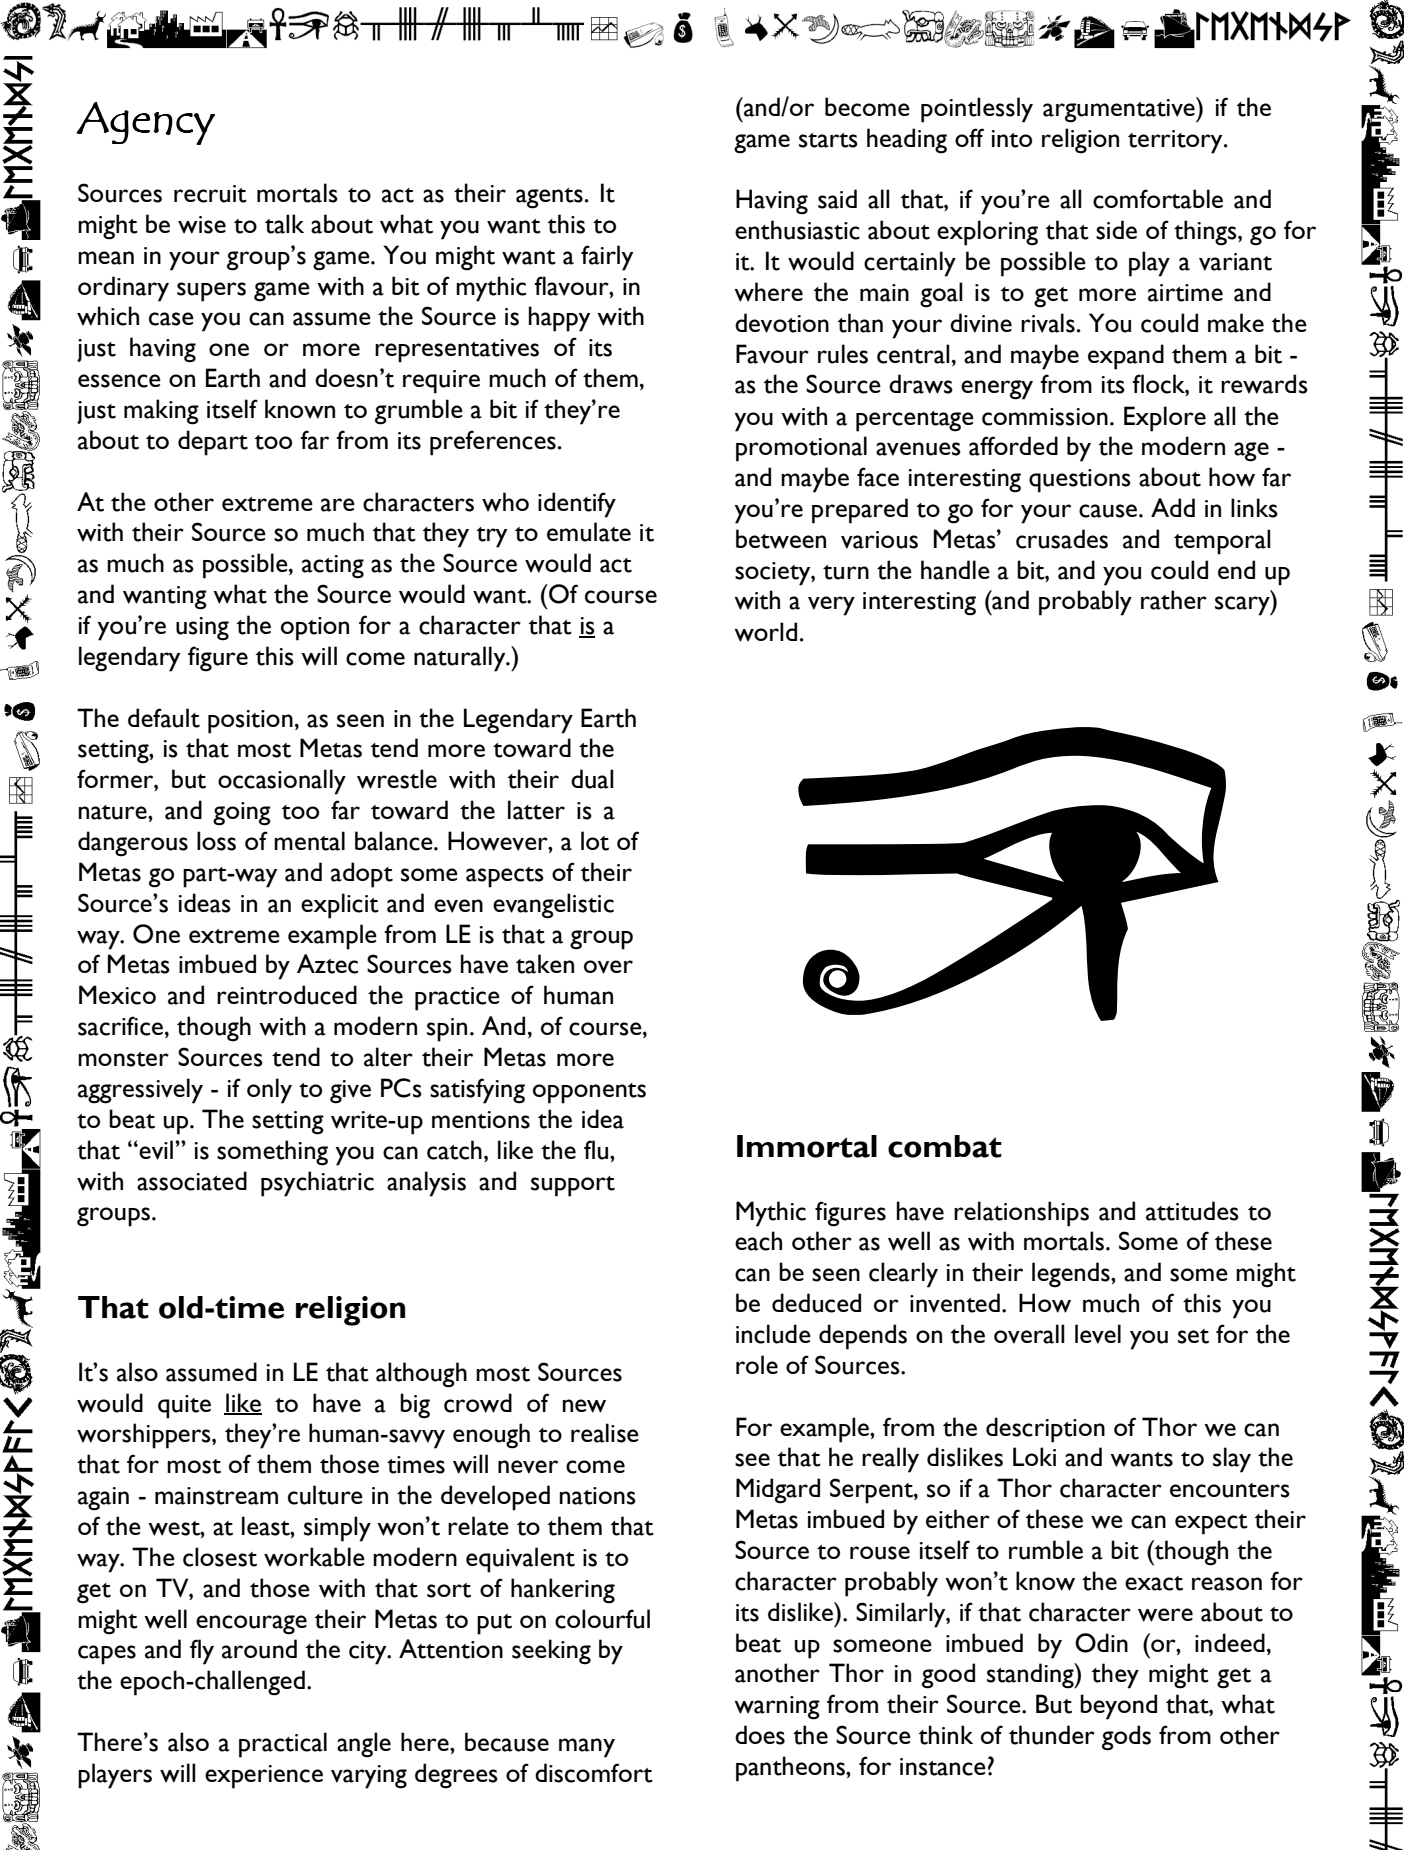 Agency
Sources recruit mortals to act as their agents. It
might be wise to talk about what you want this to
mean in your group’s game. You might want a fairly
ordinary supers game with a bit of mythic flavour, in
which case you can assume the Source is happy with
just having one or more representatives of its
essence on Earth and doesn’t require much of them,
just making itself known to grumble a bit if they’re
about to depart too far from its preferences.
At the other extreme are characters who identify
with their Source so much that they try to emulate it
as much as possible, acting as the Source would act
and wanting what the Source would want. (Of course
if you’re using the option for a character that is a
legendary figure this will come naturally.)
The default position, as seen in the Legendary Earth
setting, is that most Metas tend more toward the
former, but occasionally wrestle with their dual
nature, and going too far toward the latter is a
dangerous loss of mental balance. However, a lot of
Metas go part-way and adopt some aspects of their
Source’s ideas in an explicit and even evangelistic
way. One extreme example from LE is that a group
of Metas imbued by Aztec Sources have taken over
Mexico and reintroduced the practice of human
sacrifice, though with a modern spin. And, of course,
monster Sources tend to alter their Metas more
aggressively - if only to give PCs satisfying opponents
to beat up. The setting write-up mentions the idea
that “evil” is something you can catch, like the flu,
with associated psychiatric analysis and support
groups.
That old-time religion
It’s also assumed in LE that although most Sources
would quite like to have a big crowd of new
worshippers, they’re human-savvy enough to realise
that for most of them those times will never come
again - mainstream culture in the developed nations
of the west, at least, simply won’t relate to them that
way. The closest workable modern equivalent is to
get on TV, and those with that sort of hankering
might well encourage their Metas to put on colourful
capes and fly around the city. Attention seeking by
the epoch-challenged.
There’s also a practical angle here, because many
players will experience varying degrees of discomfort
(and/or become pointlessly argumentative) if the
game starts heading off into religion territory.
Having said all that, if you’re all comfortable and
enthusiastic about exploring that side of things, go for
it. It would certainly be possible to play a variant
where the main goal is to get more airtime and
devotion than your divine rivals. You could make the
Favour rules central, and maybe expand them a bit -
as the Source draws energy from its flock, it rewards
you with a percentage commission. Explore all the
promotional avenues afforded by the modern age -
and maybe face interesting questions about how far
you’re prepared to go for your cause. Add in links
between various Metas’ crusades and temporal
society, turn the handle a bit, and you could end up
with a very interesting (and probably rather scary)
world.
Immortal combat
Mythic figures have relationships and attitudes to
each other as well as with mortals. Some of these
can be seen clearly in their legends, and some might
be deduced or invented. How much of this you
include depends on the overall level you set for the
role of Sources.
For example, from the description of Thor we can
see that he really dislikes Loki and wants to slay the
Midgard Serpent, so if a Thor character encounters
Metas imbued by either of these we can expect their
Source to rouse itself to rumble a bit (though the
character probably won’t know the exact reason for
its dislike). Similarly, if that character were about to
beat up someone imbued by Odin (or, indeed,
another Thor in good standing) they might get a
warning from their Source. But beyond that, what
does the Source think of thunder gods from other
pantheons, for instance?